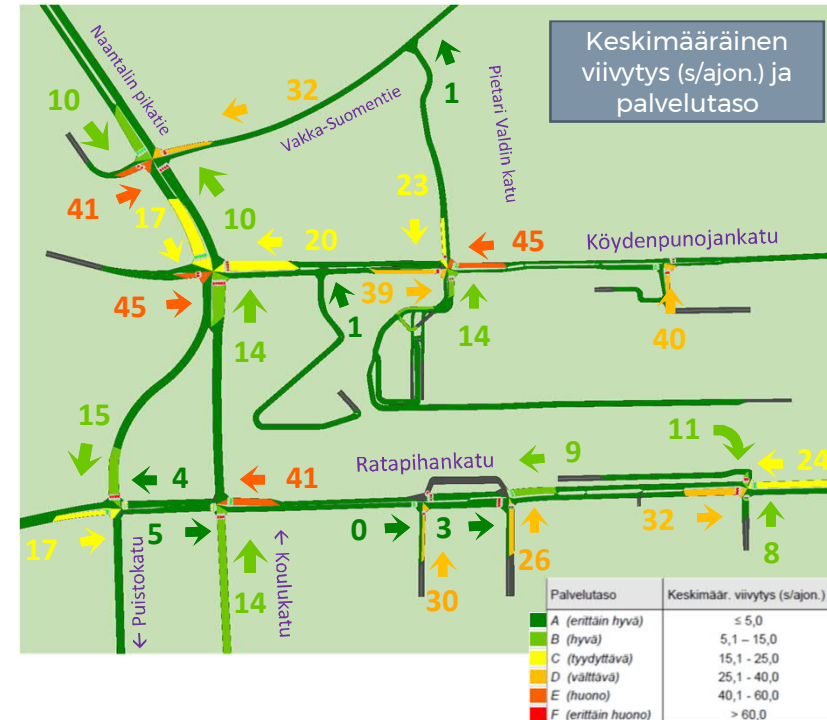 Keskimääräinen
viivytys (s/ajon.) ja
palvelutaso
Naantalin pikatie
10
32
Vakka-Suomentie
1
Pietari Valdin katu
41
17
10
23
20
45
Köydenpunojankatu
45
14
1
39
14
40
15
4
41
Ratapihankatu
9
11
24
17
5
0
3
32
8
← Puistokatu
14
← Koulukatu
30
26
Palvelutaso Keskimäär. viivytys (s/ajon.)
A (erittäin hyvä) ≤ 5,0
B (hyvä) 5,1 – 15,0
C (tyydyttävä) 15,1 - 25,0
D (välttävä) 25,1 - 40,0
E (huono) 40,1 - 60,0
F (erittäin huono) > 60,0